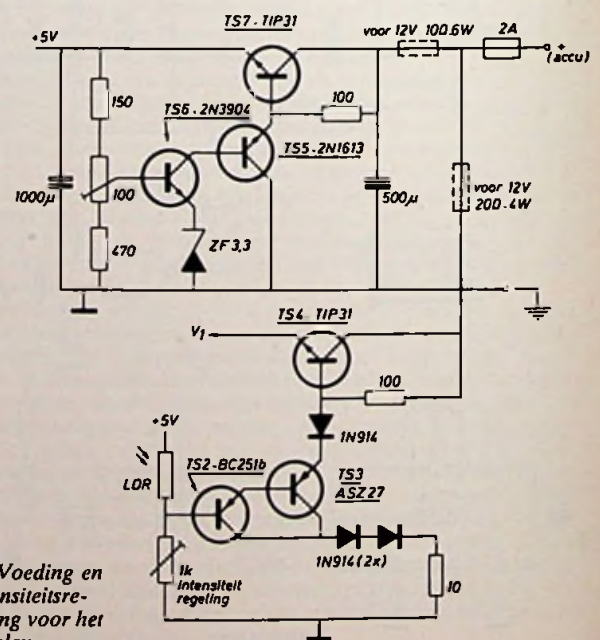 TS7 - TIP31
+5V
voor 12V 10Ω.6W
2A
+
(accu)
150
TS6 - 2N3904
100
TS5 - 2N1613
1000µ
100
500µ
voor 12V
20Ω - 4W
470
ZF 3,3
TS4 TIP31
V1
100
+5V
1N914
LDR
TS2-BC251b
TS3
ASZ27
1N914 (2x)
1k
intensiteit
regeling
10
Voeding en
nsiteitsre-
ng voor het